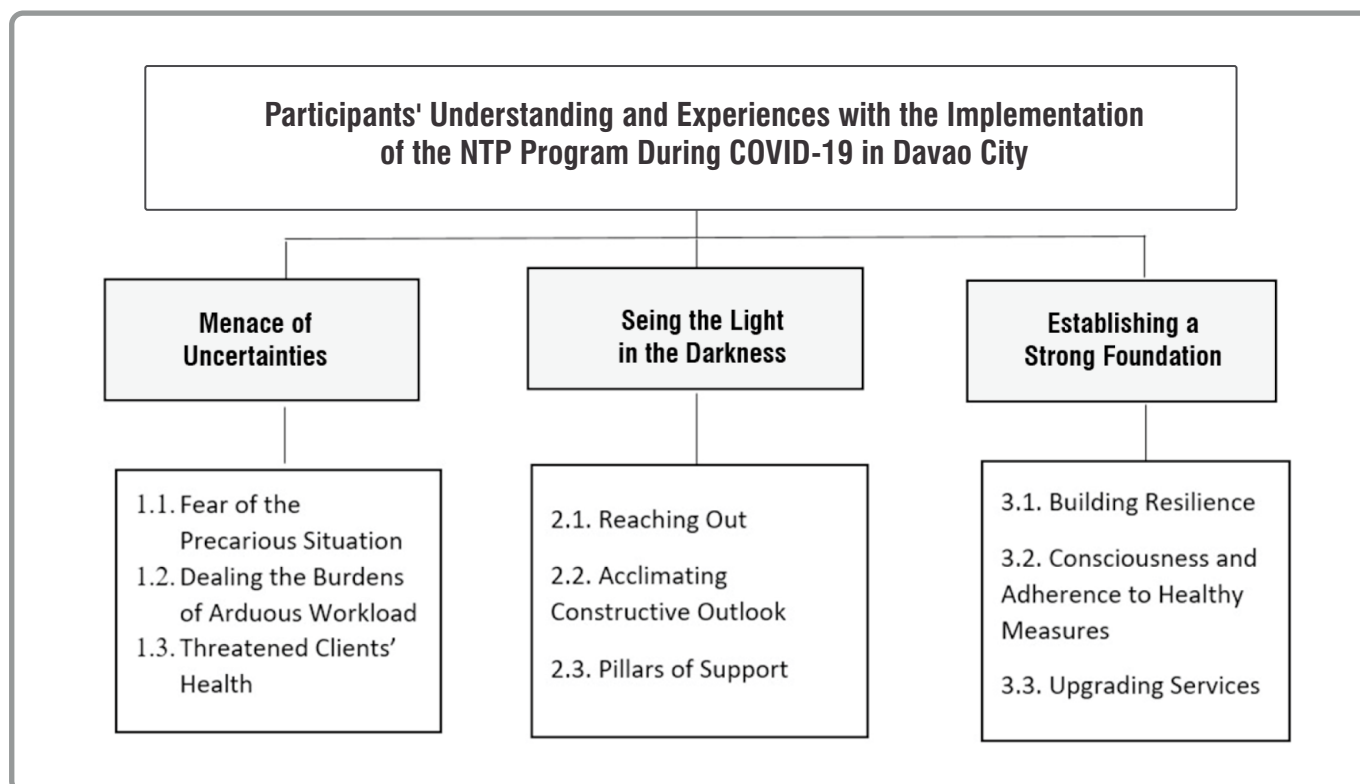 Participants' Understanding and Experiences with the Implementation
of the NTP Program During COVID-19 in Davao City
Menace of
Uncertainties
Seing the Light
in the Darkness
Establishing a
Strong Foundation
1.1. Fear of the
Precarious Situation
1.2. Dealing the Burdens
of Arduous Workload
1.3. Threatened Clients'
Health
2.1. Reaching Out
2.2. Acclimating
Constructive Outlook
2.3. Pillars of Support
3.1. Building Resilience
3.2. Consciousness and
Adherence to Healthy
Measures
3.3. Upgrading Services